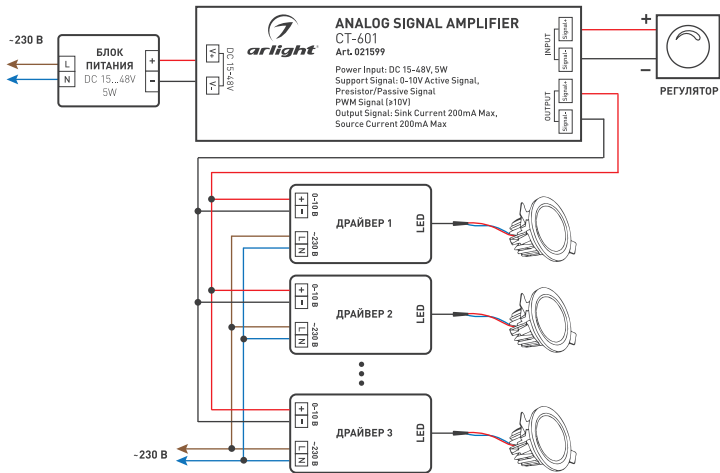 ~230 В
БЛОК
ПИТАНИЯ
DC 15...48V
5W
L
N
+
−
V+
V-
DC 15-48V
arlight®
ANALOG SIGNAL AMPLIFIER
CT-601
Art. 021599
Power Input: DC 15-48V, 5W
Support Signal: 0-10V Active Signal,
Presistor/Passive Signal
PWM Signal (≥10V)
Output Signal: Sink Current 200mA Max,
Source Current 200mA Max
INPUT
Signal+
Signal+
OUTPUT
Signal+
Signal+
+
−
РЕГУЛЯТОР
+
−
0-10 В
L
N
~230 В
ДРАЙВЕР 1
LED
+
−
0-10 В
L
N
~230 В
ДРАЙВЕР 2
LED
+
−
0-10 В
L
N
~230 В
ДРАЙВЕР 3
LED
~230 В